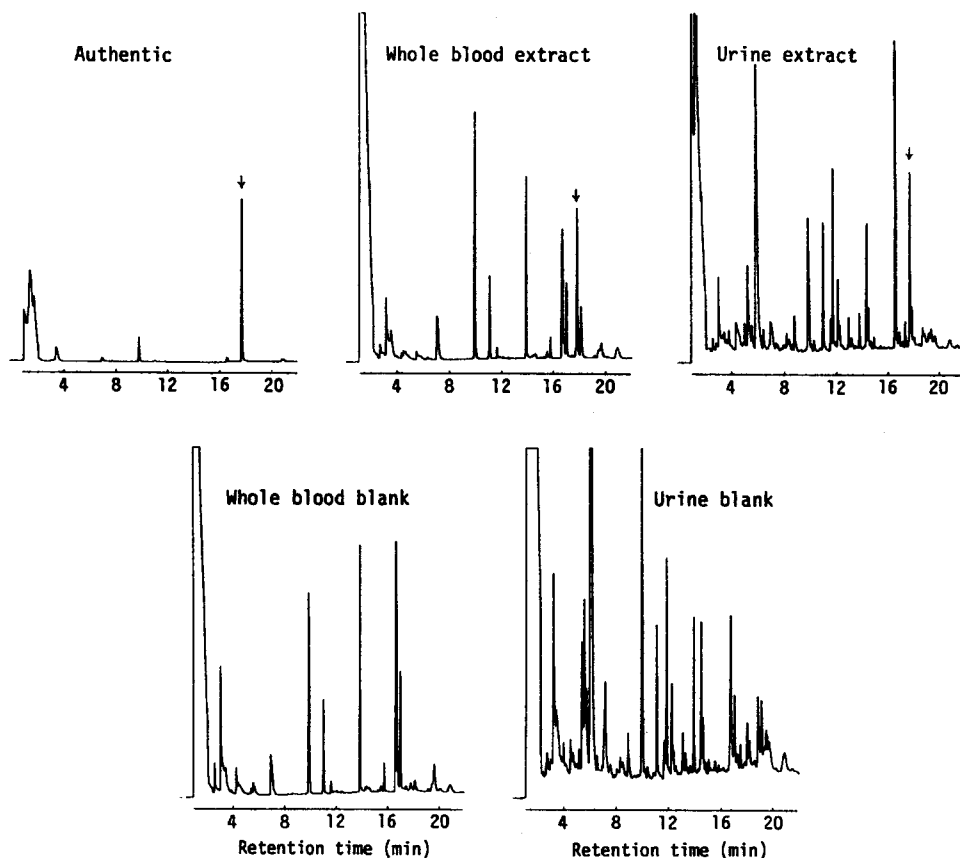 Authentic
Whole blood extract
Urine extract
4 8 12 16 20
4 8 12 16 20
4 8 12 16 20
Whole blood blank
Urine blank
4 8 12 16 20
4 8 12 16 20
Retention time (min)
Retention time (min)